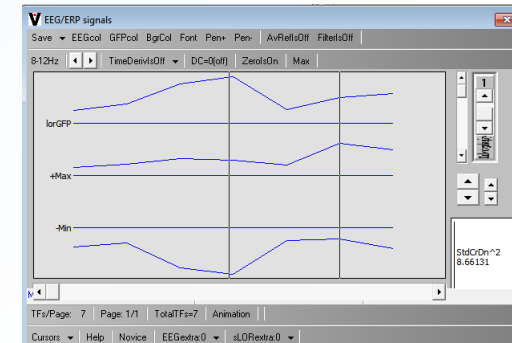 EEG/ERP signals
Save EEGcol GFPcol BgrCol Font Pen+ Pen- AvRefIsOff FilterIsOff
8-12Hz TimeDerivIsOff DC=0[off] ZeroIsOn Max
1
lorGFP
+Max
-Min
StdCrDn^2
8.66131
TFs/Page: 7 Page: 1/1 TotalTFs=7 Animation
Cursors Help Novice EEGextra:0 sLORextra:0